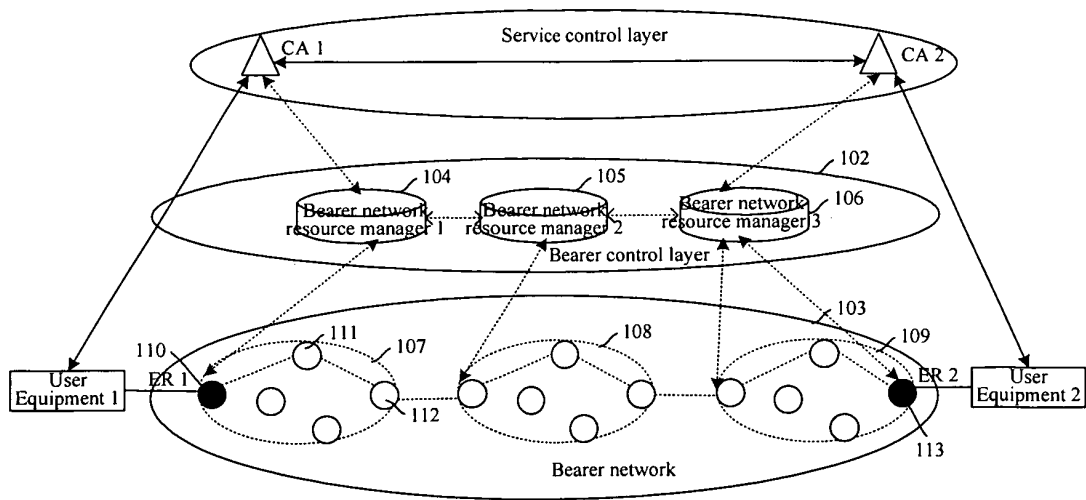 Service control layer
CA 1
CA 2
102
104
105
106
Bearer network
resource manager 1
Bearer network
resource manager 2
Bearer network
resource manager 3
Bearer control layer
103
110
111
107
108
109
ER 1
ER 2
User
Equipment 1
User
Equipment 2
112
113
Bearer network